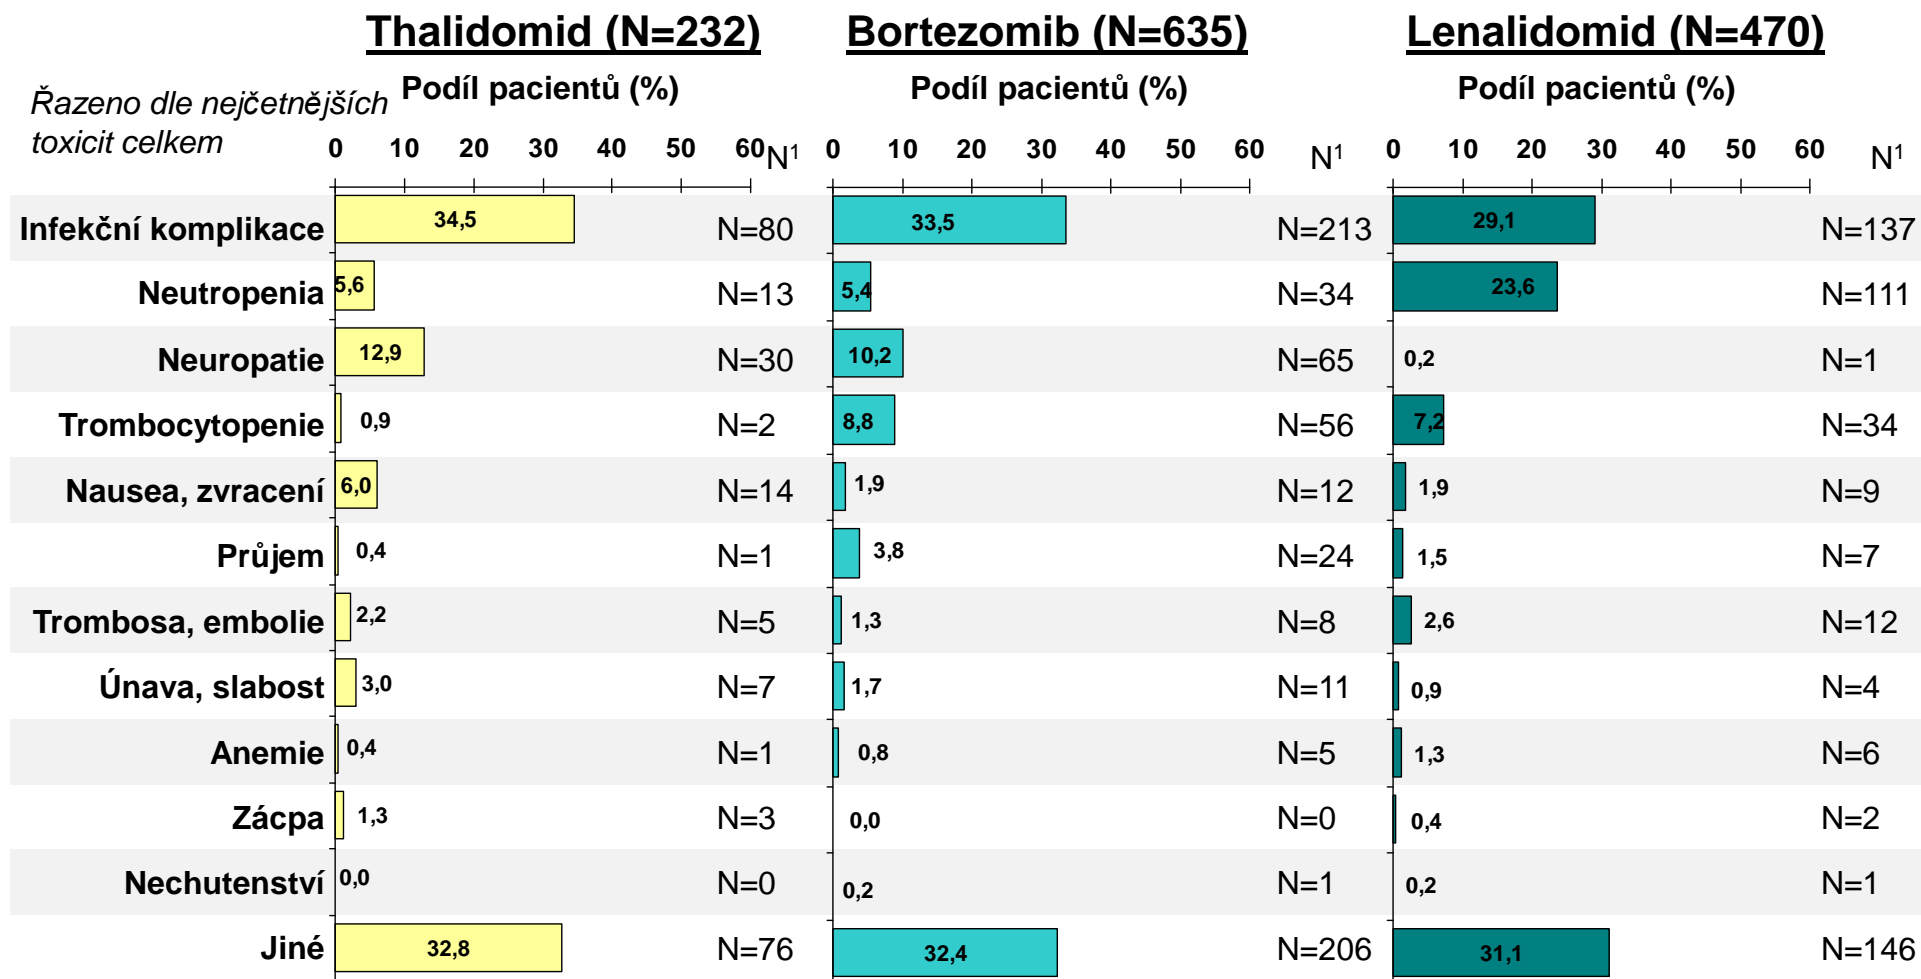 Thalidomid (N=232) Bortezomib (N=635) Lenalidomid (N=470)
Podíl pacientů (%) Podíl pacientů (%) Podíl pacientů (%)
Řazeno dle nejčetnějších
toxicit celkem
0 10 20 30 40 50 60 N¹ 0 10 20 30 40 50 60 N¹ 0 10 20 30 40 50 60 N¹
Infekční komplikace 34,5 N=80 33,5 N=213 29,1 N=137
Neutropenia 5,6 N=13 5,4 N=34 23,6 N=111
Neuropatie 12,9 N=30 10,2 N=65 0,2 N=1
Trombocytopenie 0,9 N=2 8,8 N=56 7,2 N=34
Nausea, zvracení 6,0 N=14 1,9 N=12 1,9 N=9
Průjem 0,4 N=1 3,8 N=24 1,5 N=7
Trombosa, embolie 2,2 N=5 1,3 N=8 2,6 N=12
Únava, slabost 3,0 N=7 1,7 N=11 0,9 N=4
Anemie 0,4 N=1 0,8 N=5 1,3 N=6
Zácpa 1,3 N=3 0,0 N=0 0,4 N=2
Nechutenství 0,0 N=0 0,2 N=1 0,2 N=1
Jiné 32,8 N=76 32,4 N=206 31,1 N=146